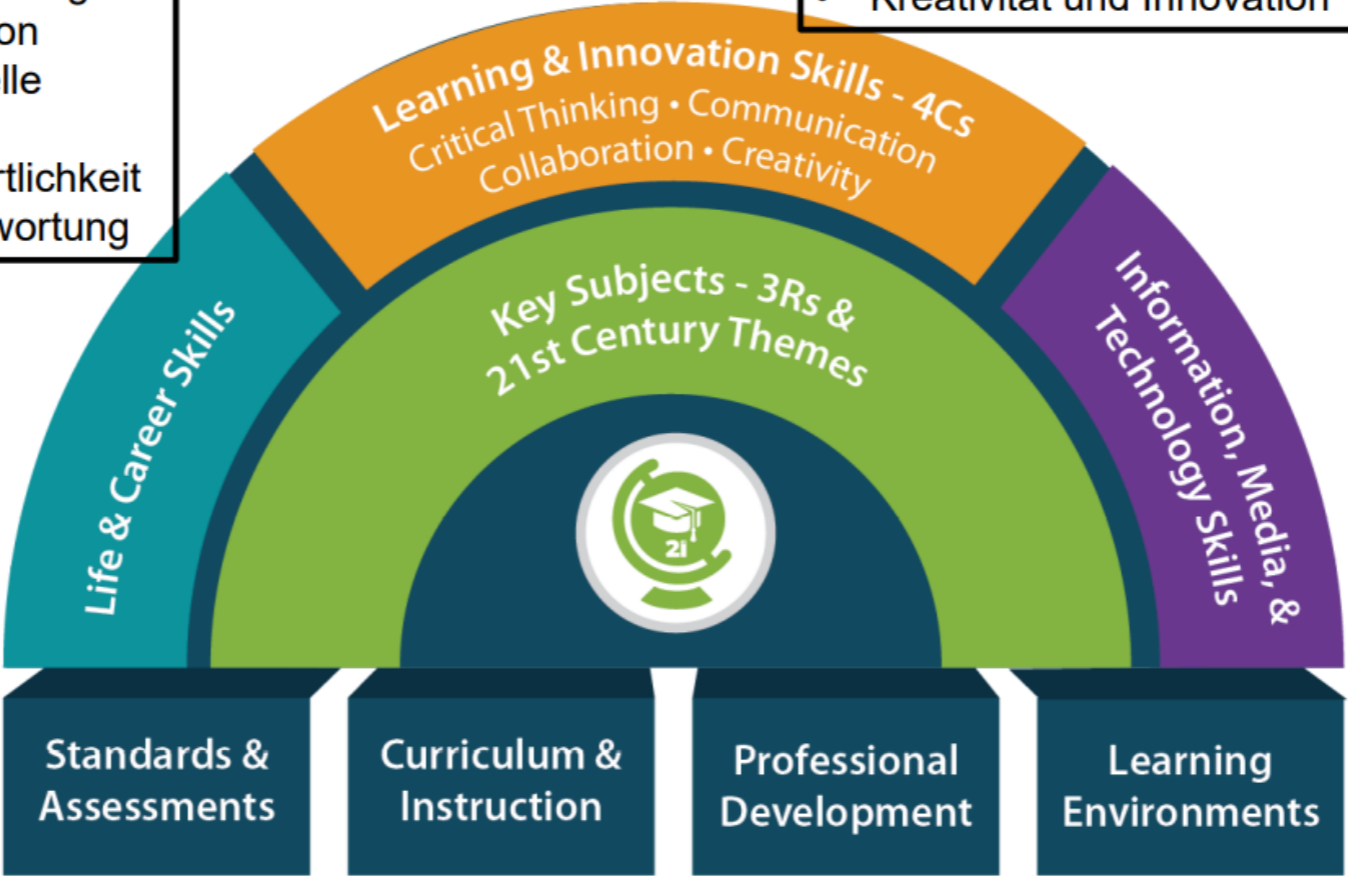 on
elle
rtlichkeit
wortung
Kreativität und Innovation
Learning & Innovation Skills - 4Cs
Critical Thinking • Communication
Collaboration • Creativity
Life & Career Skills
Key Subjects - 3Rs &
21st Century Themes
Information, Media, &
Technology Skills
2i
Standards &
Assessments
Curriculum &
Instruction
Professional
Development
Learning
Environments